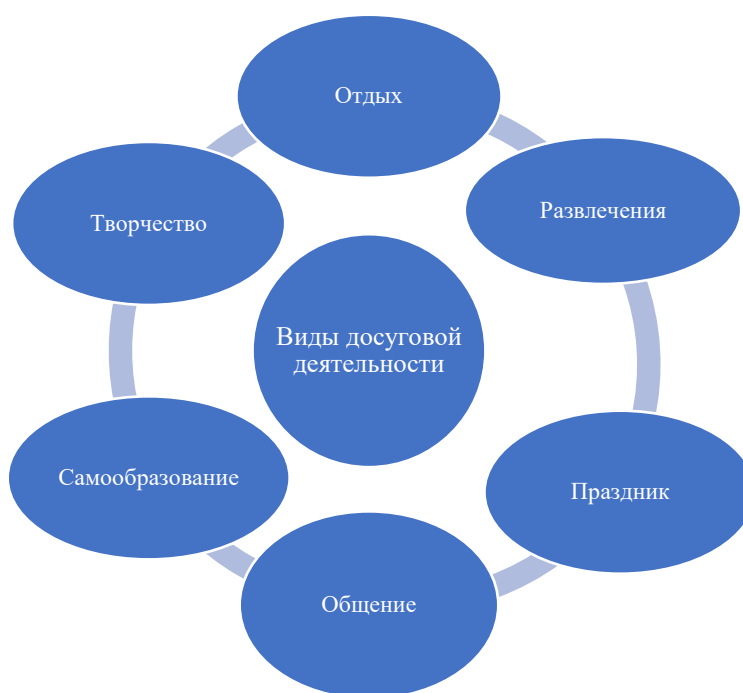 Отдых
Развлечения
Праздник
Общение
Самообразование
Творчество
Виды досуговой
деятельности